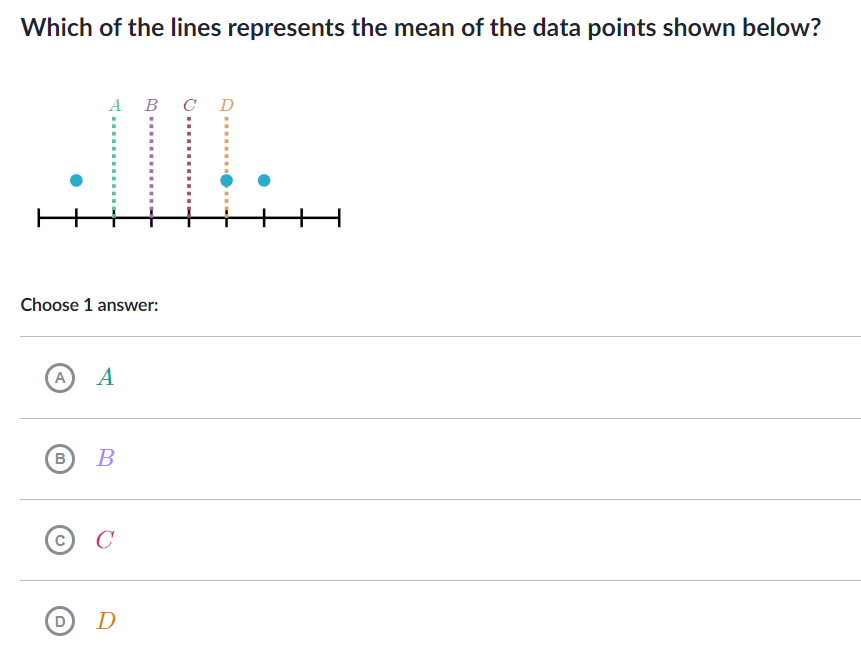 Which of the lines represents the mean of the data points shown below?
A B C D
Choose 1 answer:
A A
B B
C C
D D